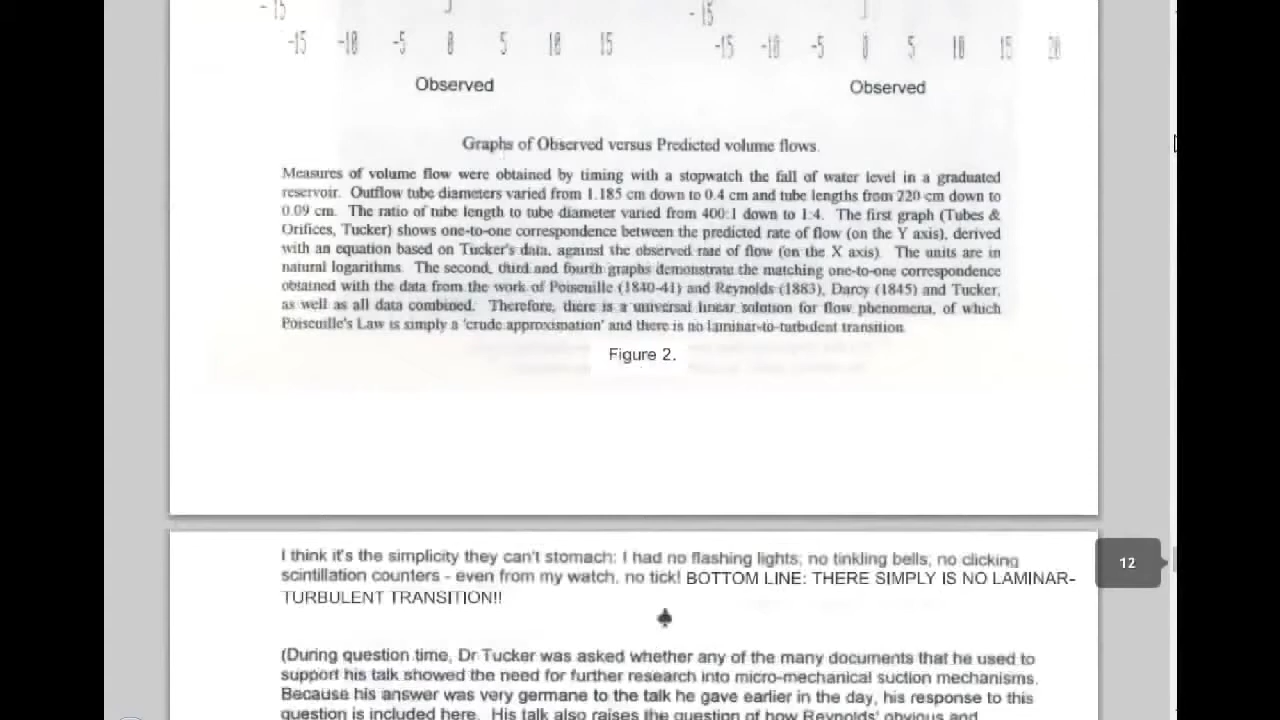 -15 -15
-15 -10 -5 0 5 10 15 -15 -10 -5 0 5 10 15 20
Observed Observed
Graphs of Observed versus Predicted volume flows.
Measures of volume flow were obtained by timing with a stopwatch the fall of water level in a graduated
reservoir. Outflow tube diameters varied from 1.185 cm down to 0.4 cm and tube lengths from 220 cm down to
0.09 cm. The ratio of tube length to tube diameter varied from 400:1 down to 1:4. The first graph (Tubes &
Orifices, Tucker) shows one-to-one correspondence between the predicted rate of flow (on the Y axis), derived
with an equation based on Tucker's data, against the observed rate of flow (on the X axis). The units are in
natural logarithms. The second, third and fourth graphs demonstrate the matching one-to-one correspondence
obtained with the data from the work of Poiseuille (1840-41) and Reynolds (1883), Darcy (1845) and Tucker,
as well as all data combined. Therefore, there is a universal linear solution for flow phenomena, of which
Poiseuille's Law is simply a 'crude approximation' and there is no laminar-to-turbulent transition.
Figure 2.
I think it's the simplicity they can't stomach: I had no flashing lights; no tinkling bells; no clicking
scintillation counters - even from my watch, no tick! BOTTOM LINE: THERE SIMPLY IS NO LAMINAR-
TURBULENT TRANSITION!!
12
(During question time, Dr Tucker was asked whether any of the many documents that he used to
support his talk showed the need for further research into micro-mechanical suction mechanisms.
Because his answer was very germane to the talk he gave earlier in the day, his response to this
question is included here. His talk also raises the question of how Reynolds' obvious and